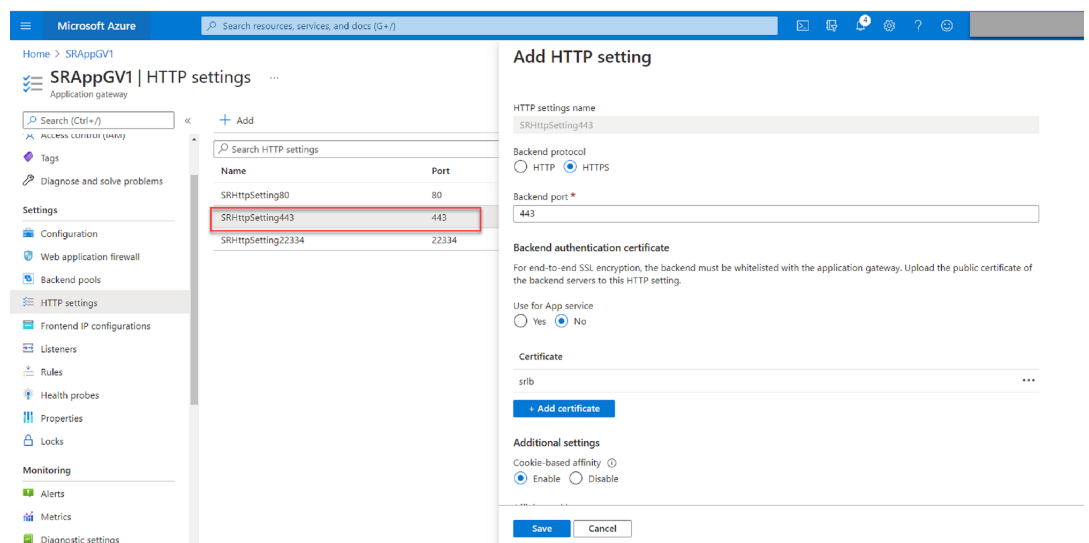 Microsoft Azure
Search resources, services, and docs (G+/)
4
Home > SRAppGV1
SRAppGV1 | HTTP settings ...
Application gateway
Search (Ctrl+/)
«
Access control (IAM)
Tags
Diagnose and solve problems
Settings
Configuration
Web application firewall
Backend pools
HTTP settings
Frontend IP configurations
Listeners
Rules
Health probes
Properties
Locks
Monitoring
Alerts
Metrics
Diagnostic settings
+ Add
Search HTTP settings
Name Port
SRHttpSetting80 80
SRHttpSetting443 443
SRHttpSetting22334 22334
Add HTTP setting
HTTP settings name
SRHttpSetting443
Backend protocol
HTTP HTTPS
Backend port *
443
Backend authentication certificate
For end-to-end SSL encryption, the backend must be whitelisted with the application gateway. Upload the public certificate of
the backend servers to this HTTP setting.
Use for App service
Yes No
Certificate
srlb ...
+ Add certificate
Additional settings
Cookie-based affinity
Enable Disable
Save Cancel